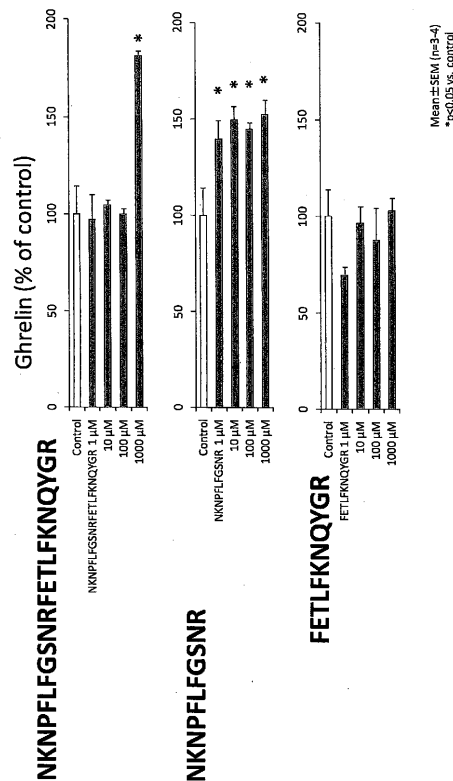 Ghrelin (% of control)
NKNPFLFGSNRFETLFKNQYGR
0 50 100 150 200
Control
NKNPFLFGSNRFETLFKNQYGR 1 μM
10 μM
100 μM
1000 μM
*
NKNPFLFGSNR
0 50 100 150 200
Control
NKNPFLFGSNR 1 μM
*
10 μM
*
100 μM
*
1000 μM
*
FETLFKNQYGR
0 50 100 150 200
Control
FETLFKNQYGR 1 μM
10 μM
100 μM
1000 μM
Mean±SEM (n=3-4)
*p<0.05 vs. control